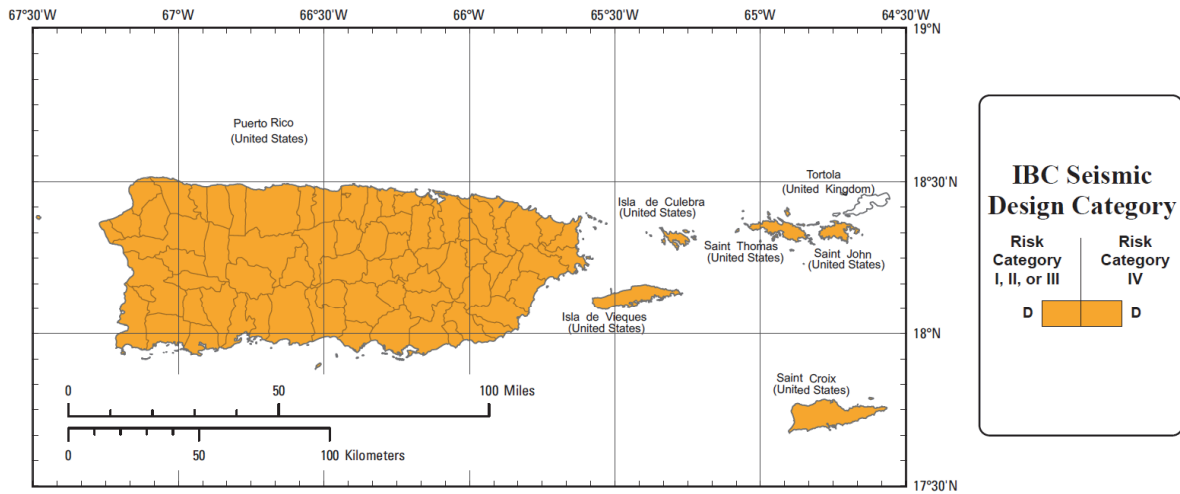 67°30'W
67°W
66°30'W
66°W
65°30'W
65°W
64°30'W
19°N
Puerto Rico
(United States)
18°30'N
Tortola
(United Kingdom)
Isla de Culebra
(United States)
Saint Thomas
(United States)
Saint John
(United States)
Isla de Vieques
(United States)
18°N
Saint Croix
(United States)
0 50 100 Miles
0 50 100 Kilometers
17°30'N
IBC Seismic
Design Category
Risk
Category
I, II, or III
Risk
Category
IV
D D